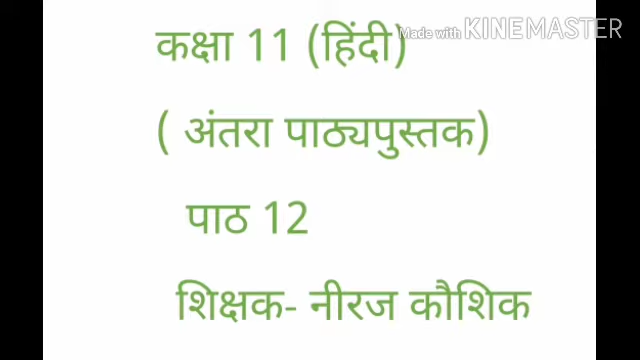 कक्षा 11 (हिंदी)
Made with KINEMASTER
( अंतरा पाठ्यपुस्तक)
पाठ 12
शिक्षक- नीरज कौशिक